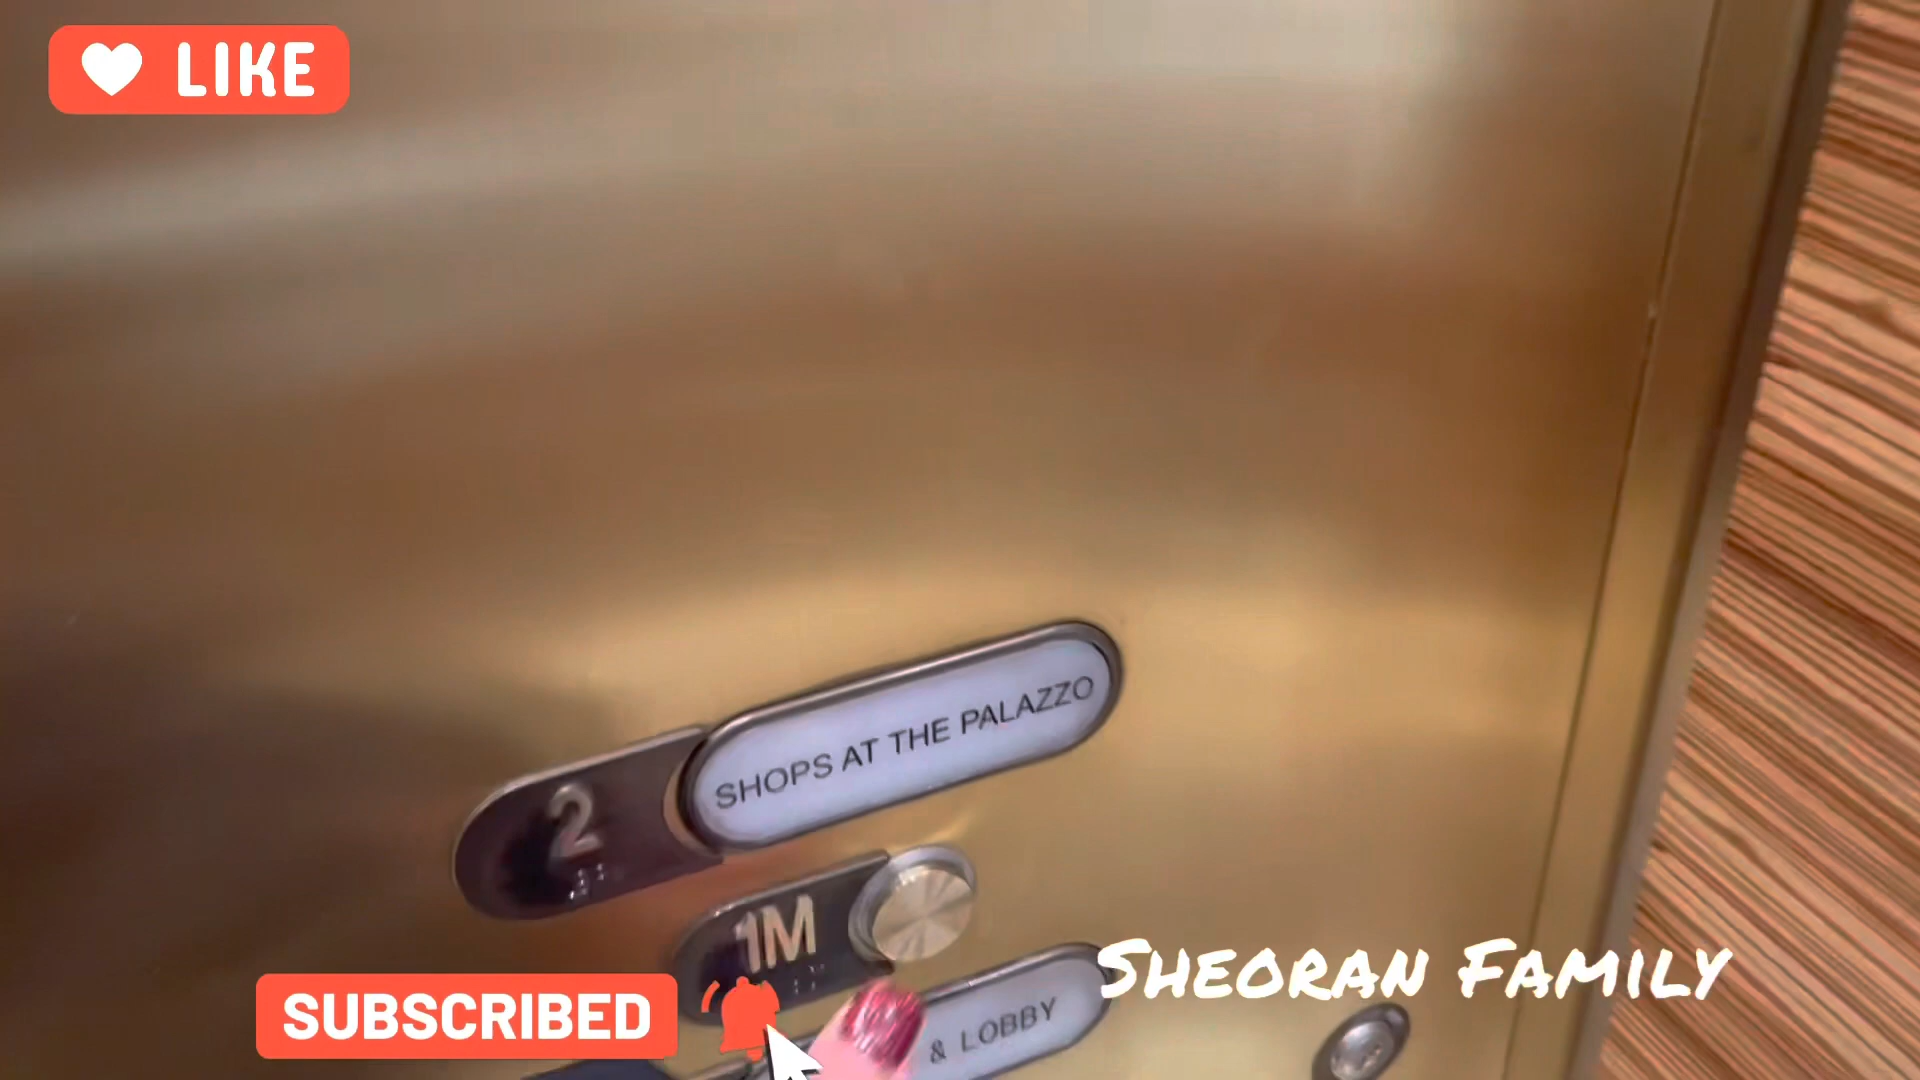 LIKE
SHOPS AT THE PALAZZO
2
1M
SHEORAN FAMILY
& LOBBY
SUBSCRIBED